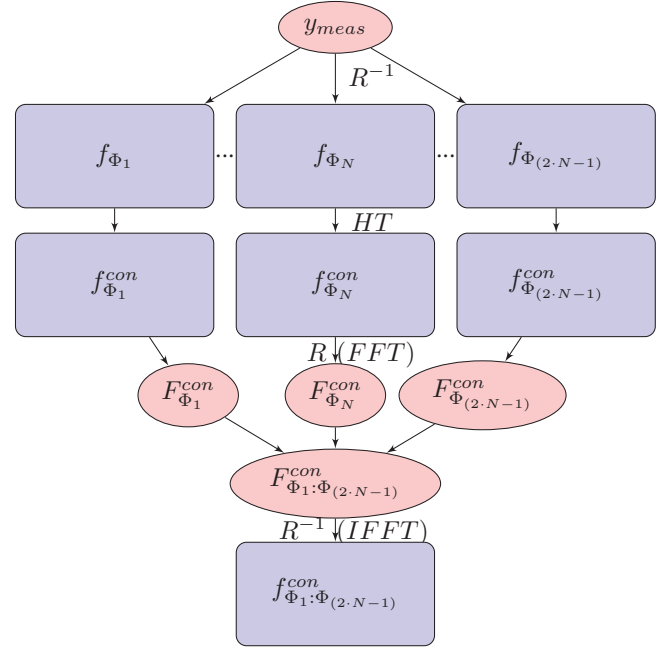 y_{meas}
R^{-1}
f_{Φ_1} ... f_{Φ_N} ... f_{Φ_{(2·N−1)}}
HT
f^{con}_{Φ_1} f^{con}_{Φ_N} f^{con}_{Φ_{(2·N−1)}}
R (FFT)
F^{con}_{Φ_1} F^{con}_{Φ_N} F^{con}_{Φ_{(2·N−1)}}
F^{con}_{Φ_1:Φ_{(2·N−1)}}
R^{-1} (IFFT)
f^{con}_{Φ_1:Φ_{(2·N−1)}}